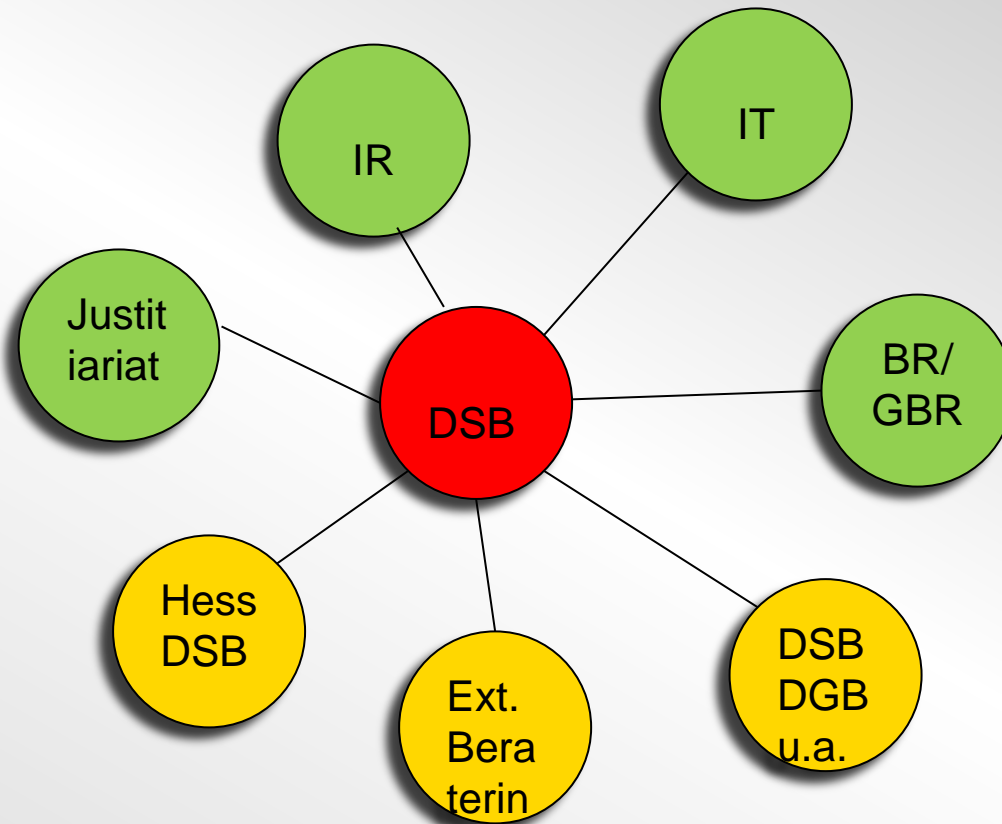 IR
IT
Justit
iariat
BR/
GBR
DSB
Hess
DSB
Ext.
Bera
terin
DSB
DGB
u.a.